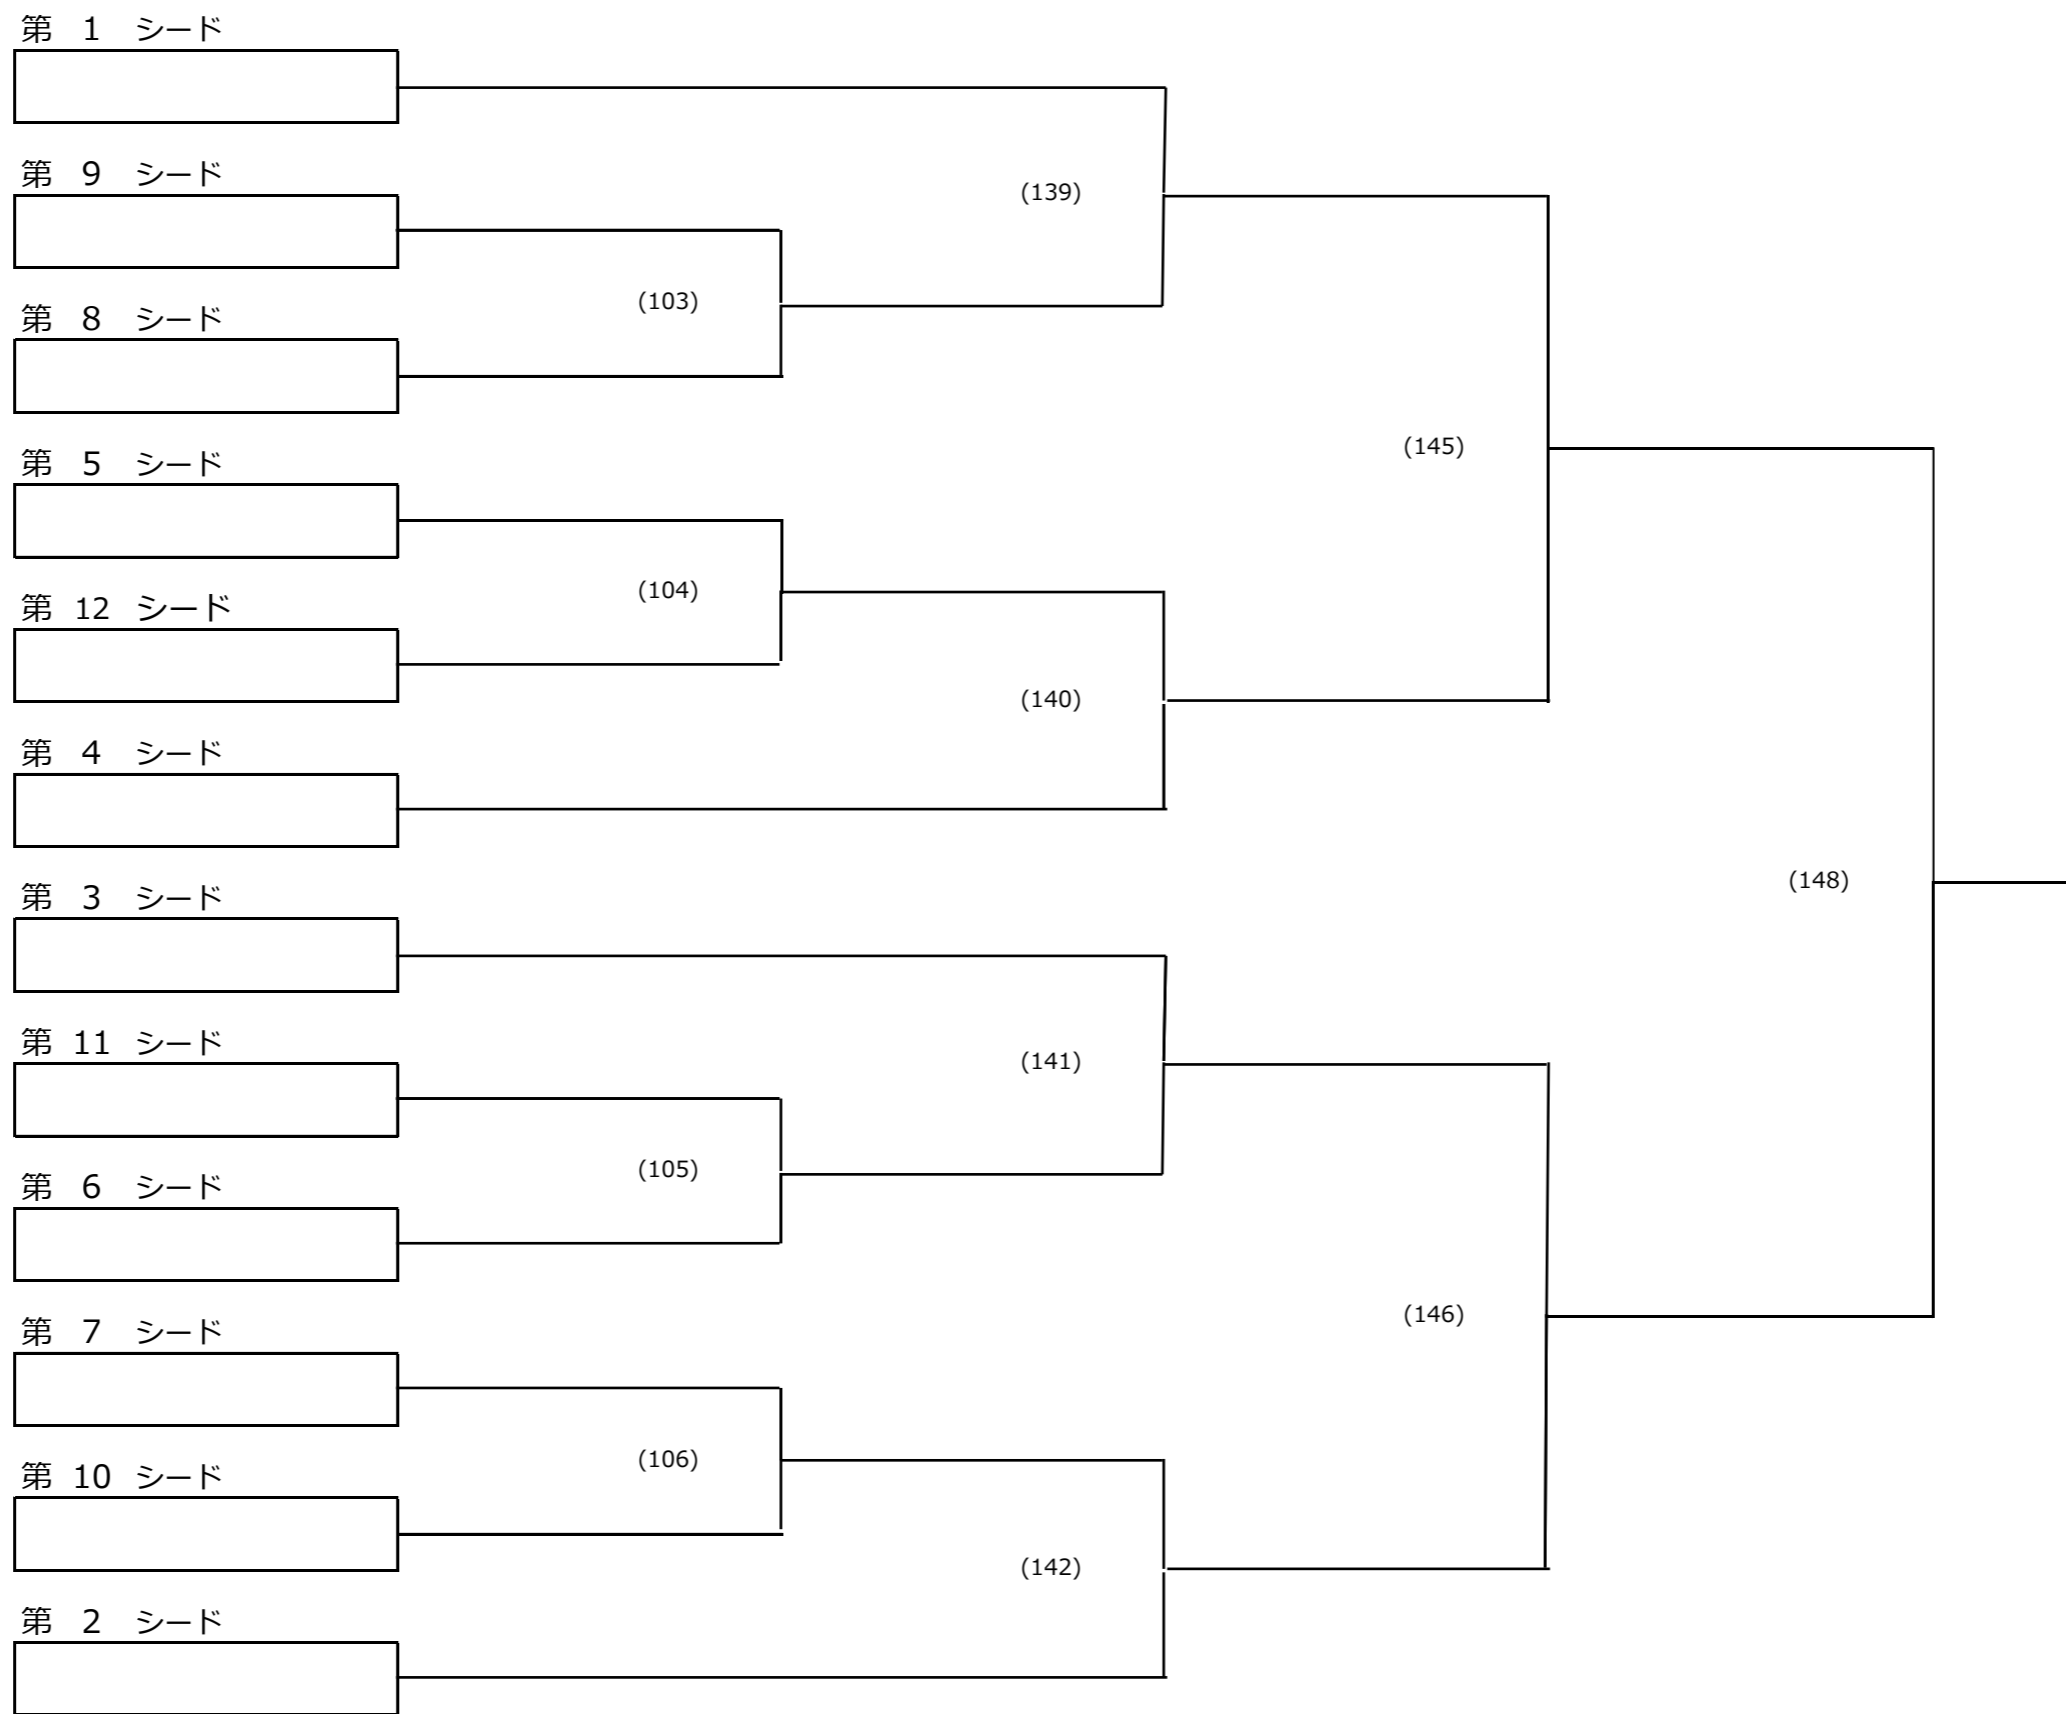 第 1 シード
第 9 シード
(139)
(103)
第 8 シード
第 5 シード
(145)
(104)
第 12 シード
(140)
第 4 シード
第 3 シード
(148)
第 11 シード
(141)
(105)
第 6 シード
第 7 シード
(146)
(106)
第 10 シード
(142)
第 2 シード